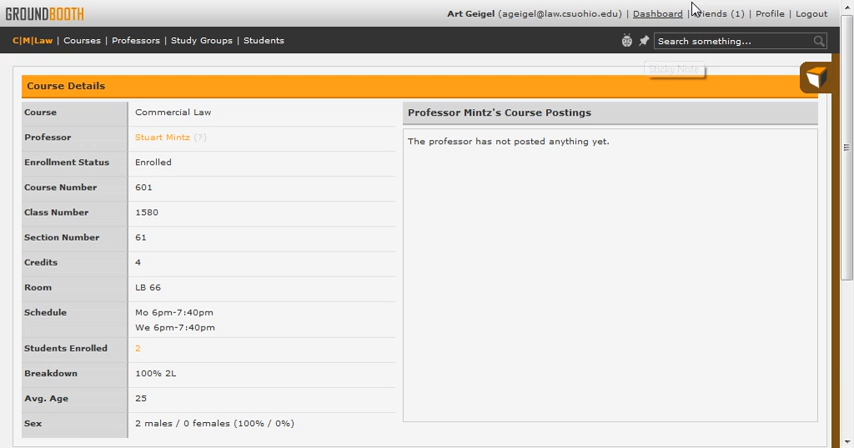 GROUNDBOOTH
Art Geigel (ageigel@law.csuohio.edu) | Dashboard | Friends (1) | Profile | Logout
C|M|Law | Courses | Professors | Study Groups | Students
Search something...
Sticky Note
Course Details
Course Commercial Law
Professor Stuart Mintz (?)
Enrollment Status Enrolled
Course Number 601
Class Number 1580
Section Number 61
Credits 4
Room LB 66
Schedule Mo 6pm-7:40pm
We 6pm-7:40pm
Students Enrolled 2
Breakdown 100% 2L
Avg. Age 25
Sex 2 males / 0 females (100% / 0%)
Professor Mintz's Course Postings
The professor has not posted anything yet.